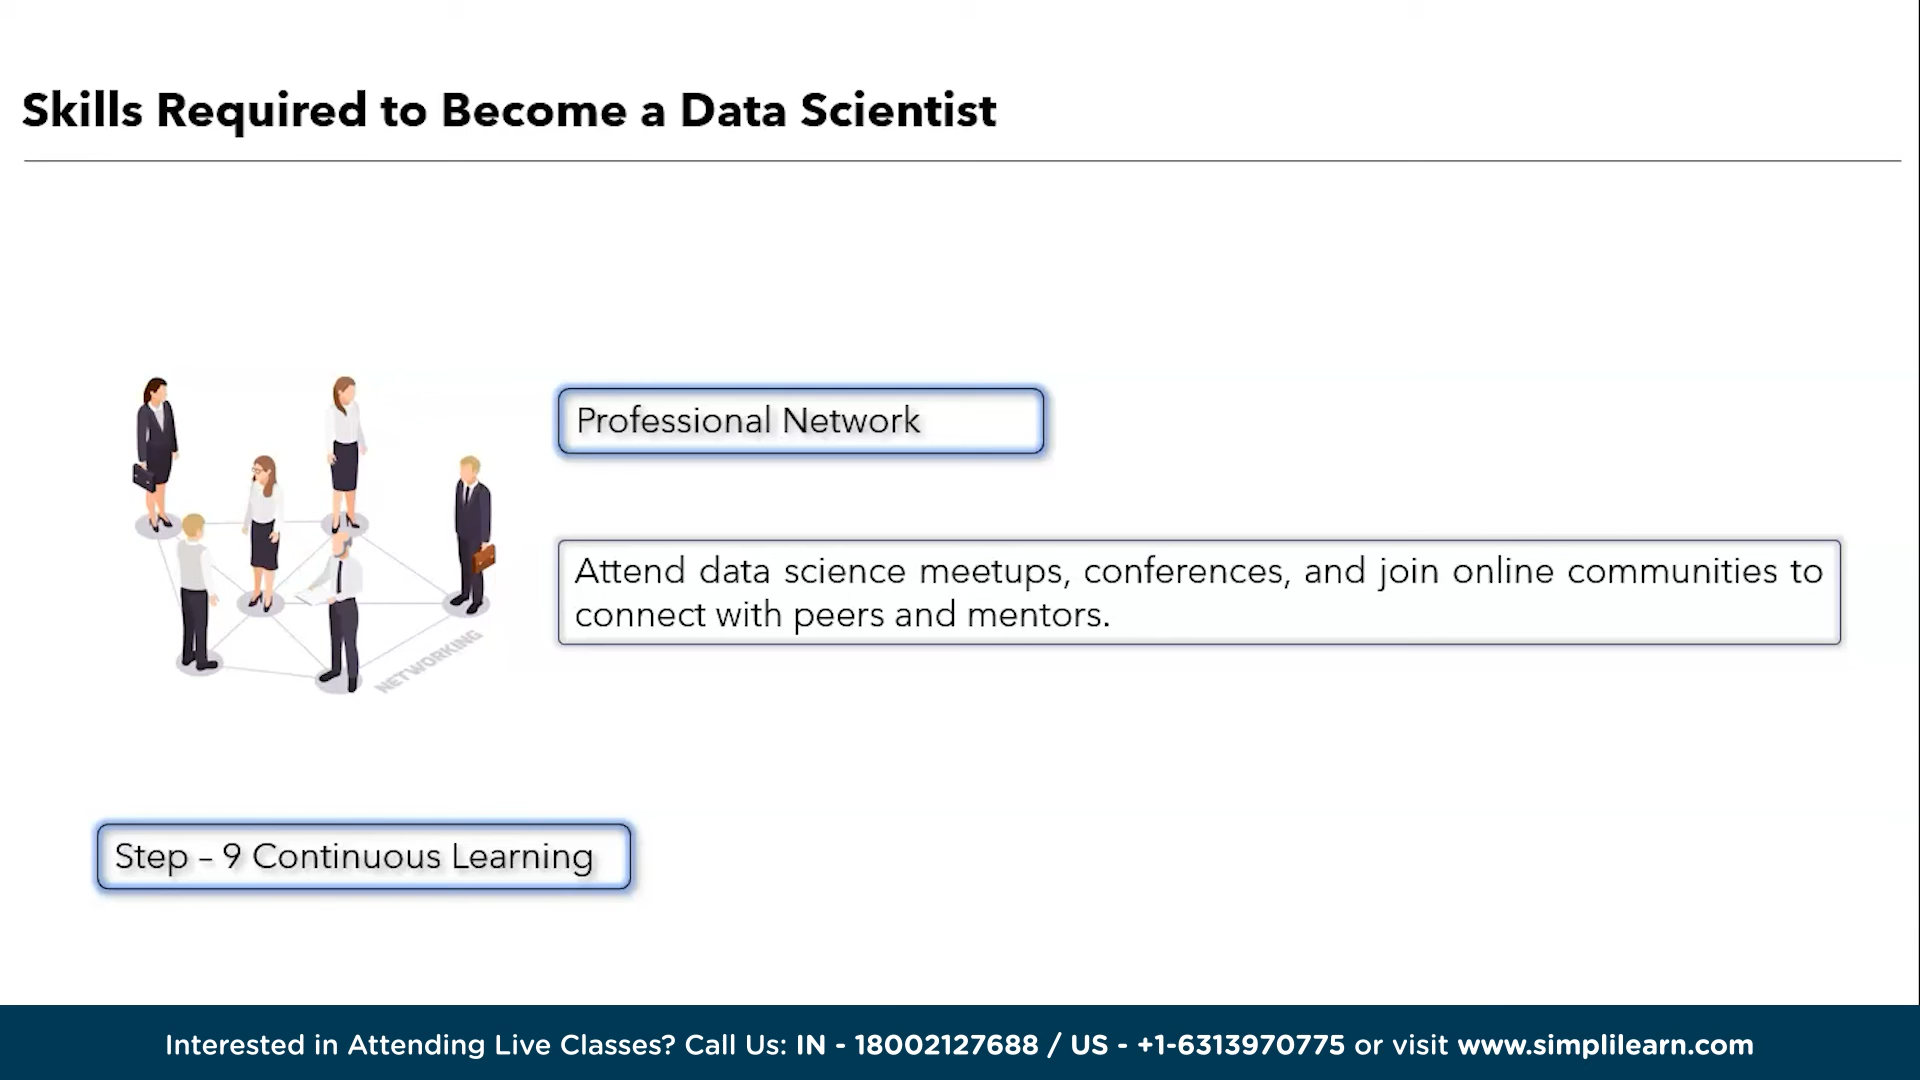 Skills Required to Become a Data Scientist
Professional Network
Attend data science meetups, conferences, and join online communities to
connect with peers and mentors.
NETWORKING
Step – 9 Continuous Learning
Interested in Attending Live Classes? Call Us: IN - 18002127688 / US - +1-6313970775 or visit www.simplilearn.com